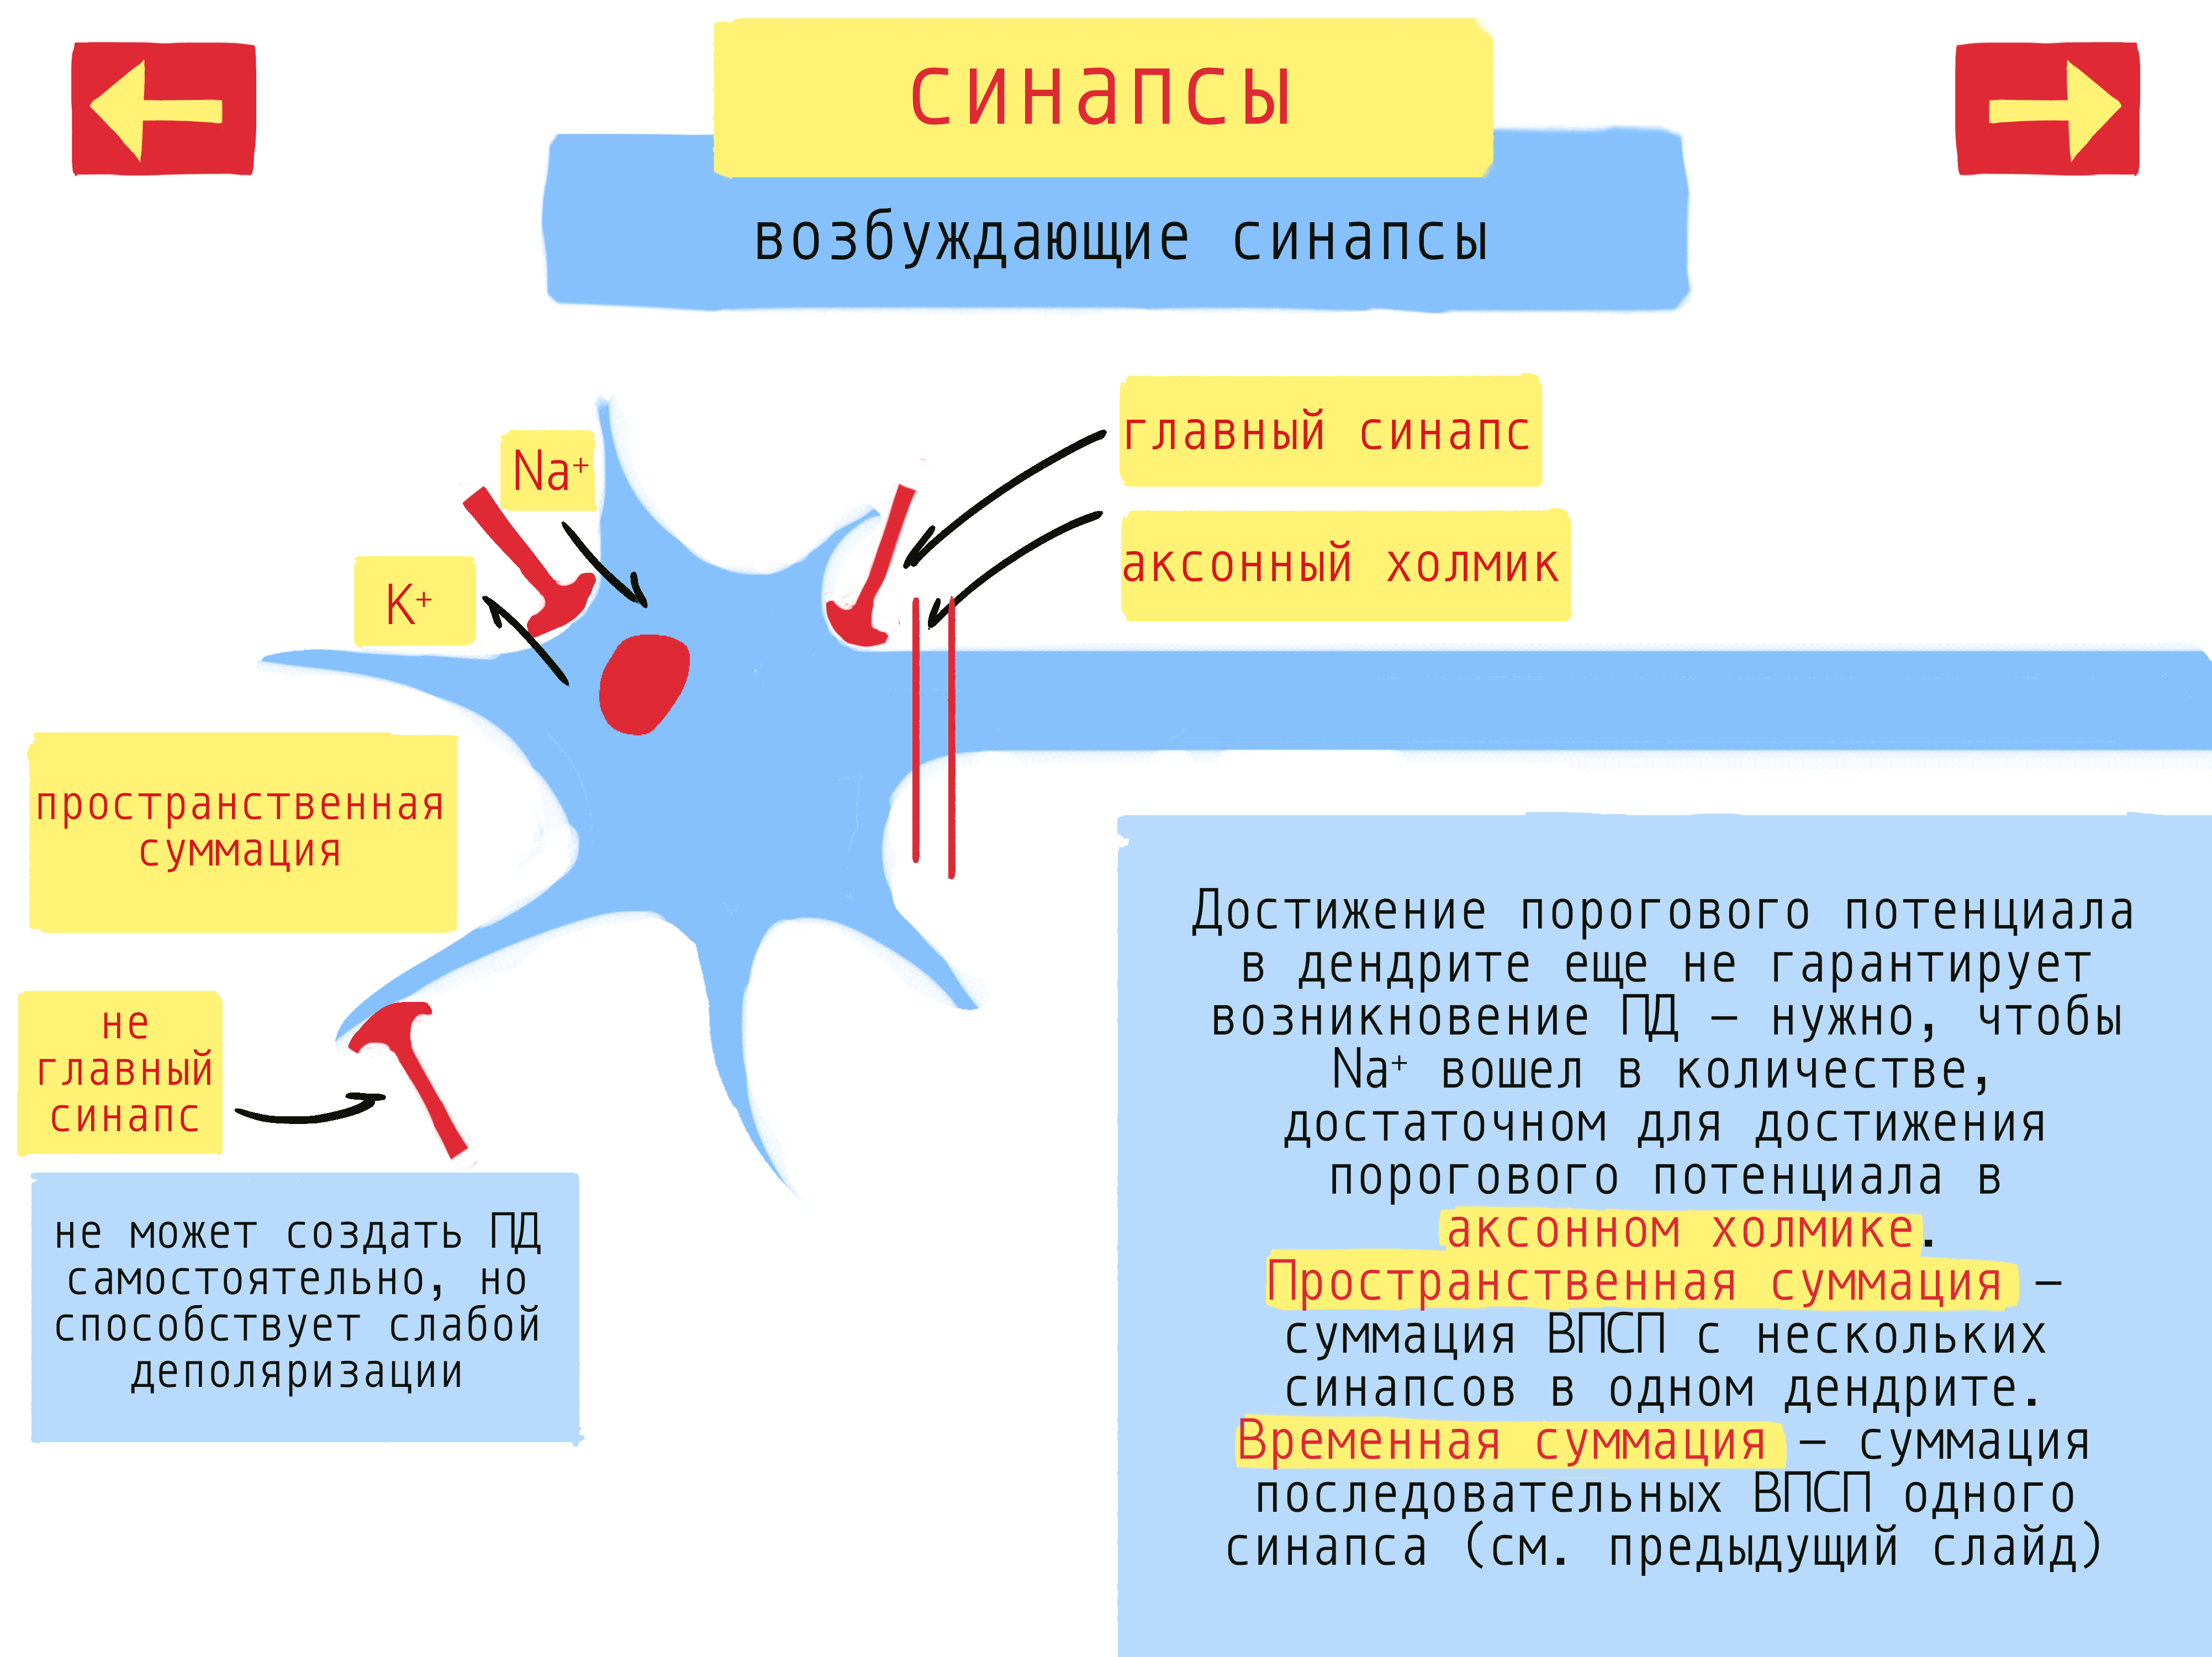 синапсы
возбуждающие синапсы
главный синапс
аксонный холмик
Na⁺
K⁺
пространственная
суммация
не
главный
синапс
не может создать ПД
самостоятельно, но
способствует слабой
деполяризации
Достижение порогового потенциала
в дендрите еще не гарантирует
возникновение ПД – нужно, чтобы
Na⁺ вошел в количестве,
достаточном для достижения
порогового потенциала в
аксонном холмике.
Пространственная суммация –
суммация ВПСП с нескольких
синапсов в одном дендрите.
Временная суммация – суммация
последовательных ВПСП одного
синапса (см. предыдущий слайд)